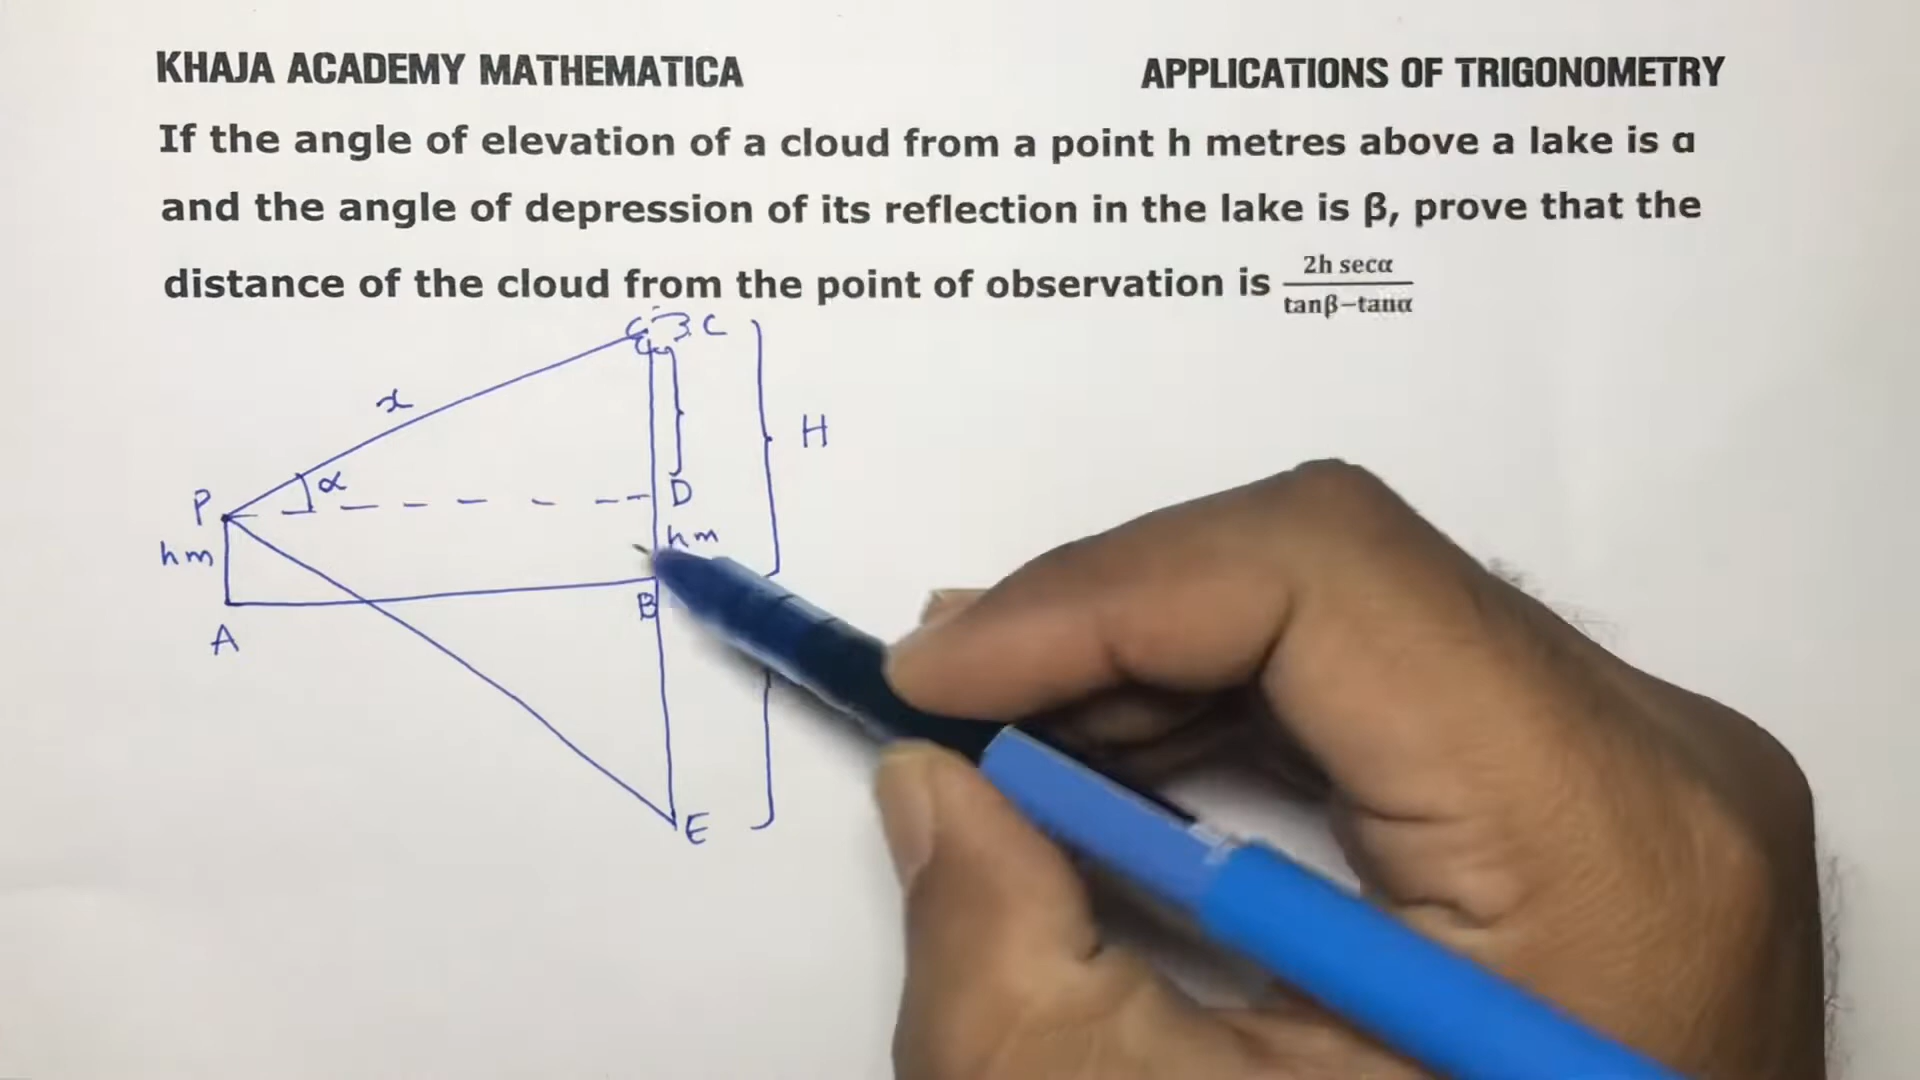 KHAJA ACADEMY MATHEMATICA
APPLICATIONS OF TRIGONOMETRY
If the angle of elevation of a cloud from a point h metres above a lake is α
and the angle of depression of its reflection in the lake is β, prove that the
distance of the cloud from the point of observation is 2h secα / tanβ−tanα
C
x
H
α
P
D
hm
hm
B
A
E